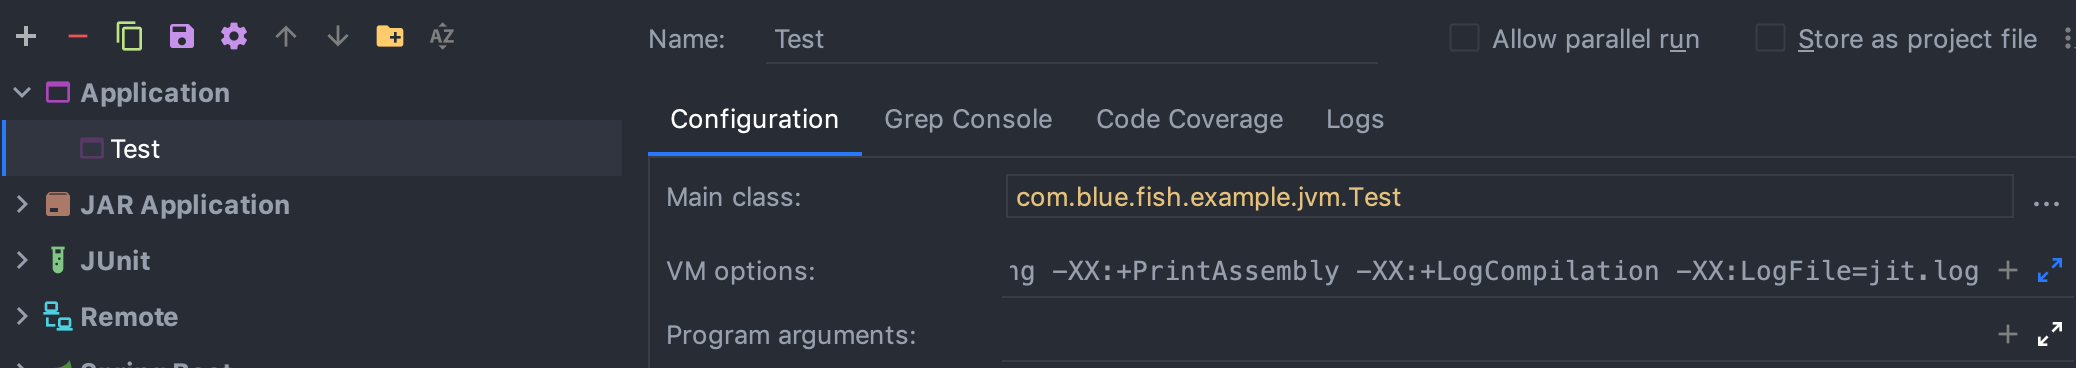 Name: Test
Allow parallel run
Store as project file
Application
Test
JAR Application
JUnit
Remote
Configuration Grep Console Code Coverage Logs
Main class: com.blue.fish.example.jvm.Test ...
VM options: ng -XX:+PrintAssembly -XX:+LogCompilation -XX:LogFile=jit.log
Program arguments: